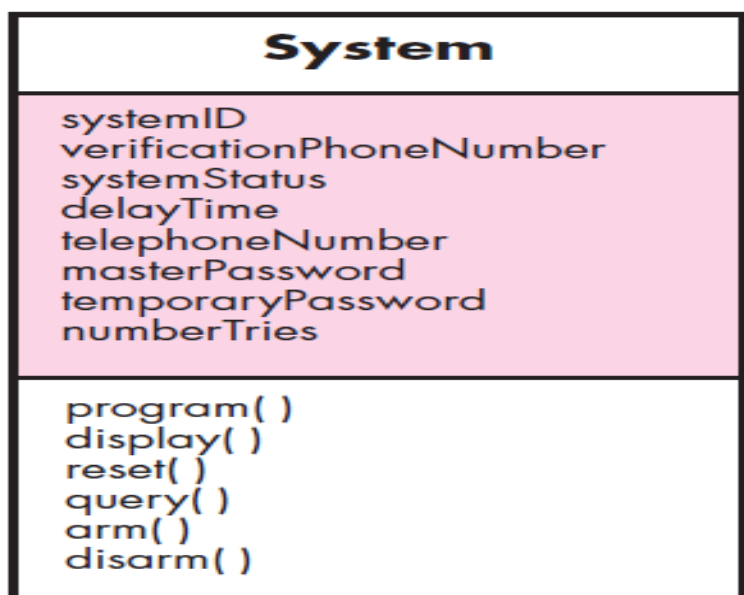 System
systemID
verificationPhoneNumber
systemStatus
delayTime
telephoneNumber
masterPassword
temporaryPassword
numberTries
program( )
display( )
reset( )
query( )
arm( )
disarm( )